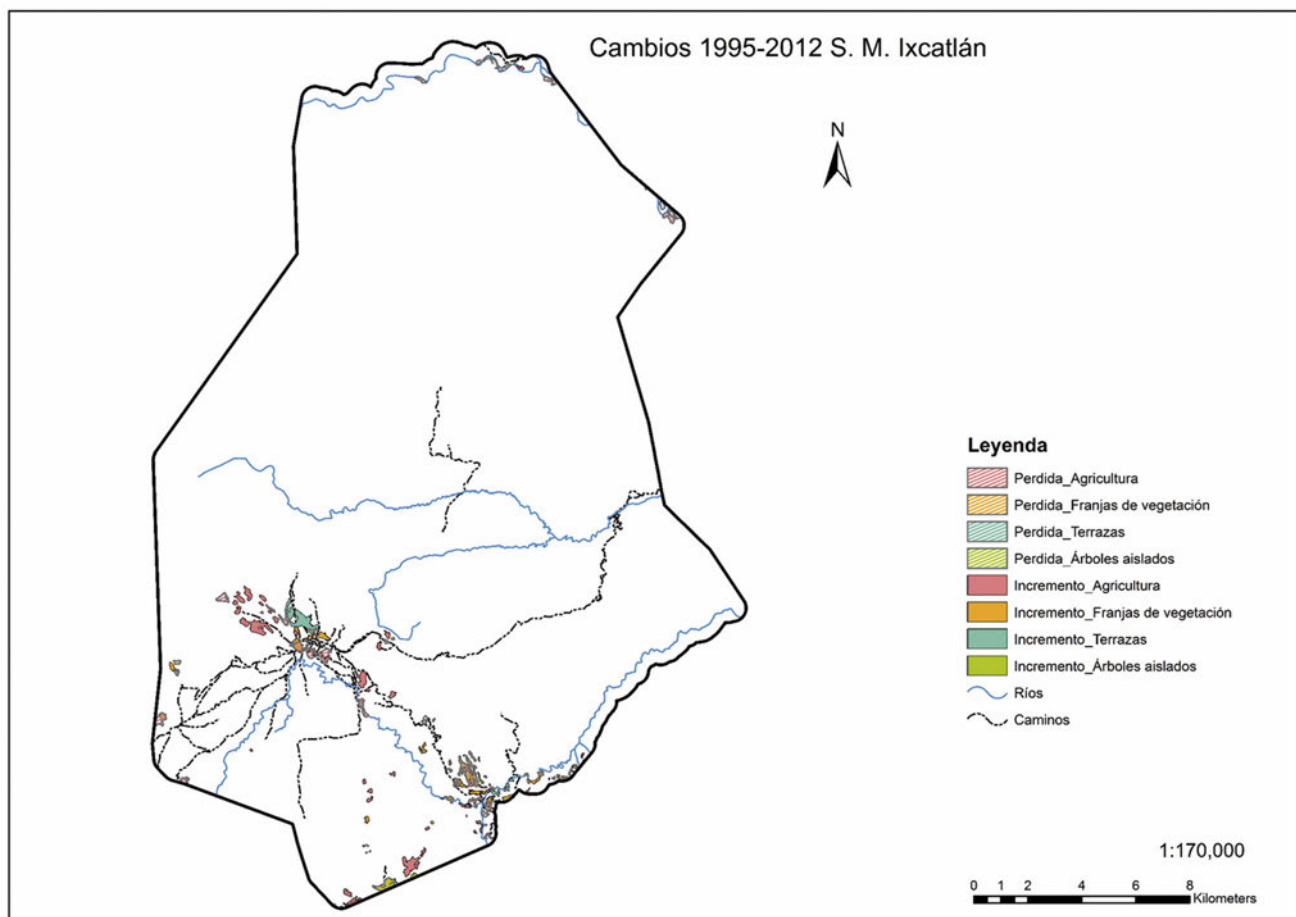 Cambios 1995-2012 S. M. Ixcatlán
N
Leyenda
Perdida_Agricultura
Perdida_Franjas de vegetación
Perdida_Terrazas
Perdida_Árboles aislados
Incremento_Agricultura
Incremento_Franjas de vegetación
Incremento_Terrazas
Incremento_Árboles aislados
Ríos
Caminos
1:170,000
0 1 2 4 6 8
Kilometers